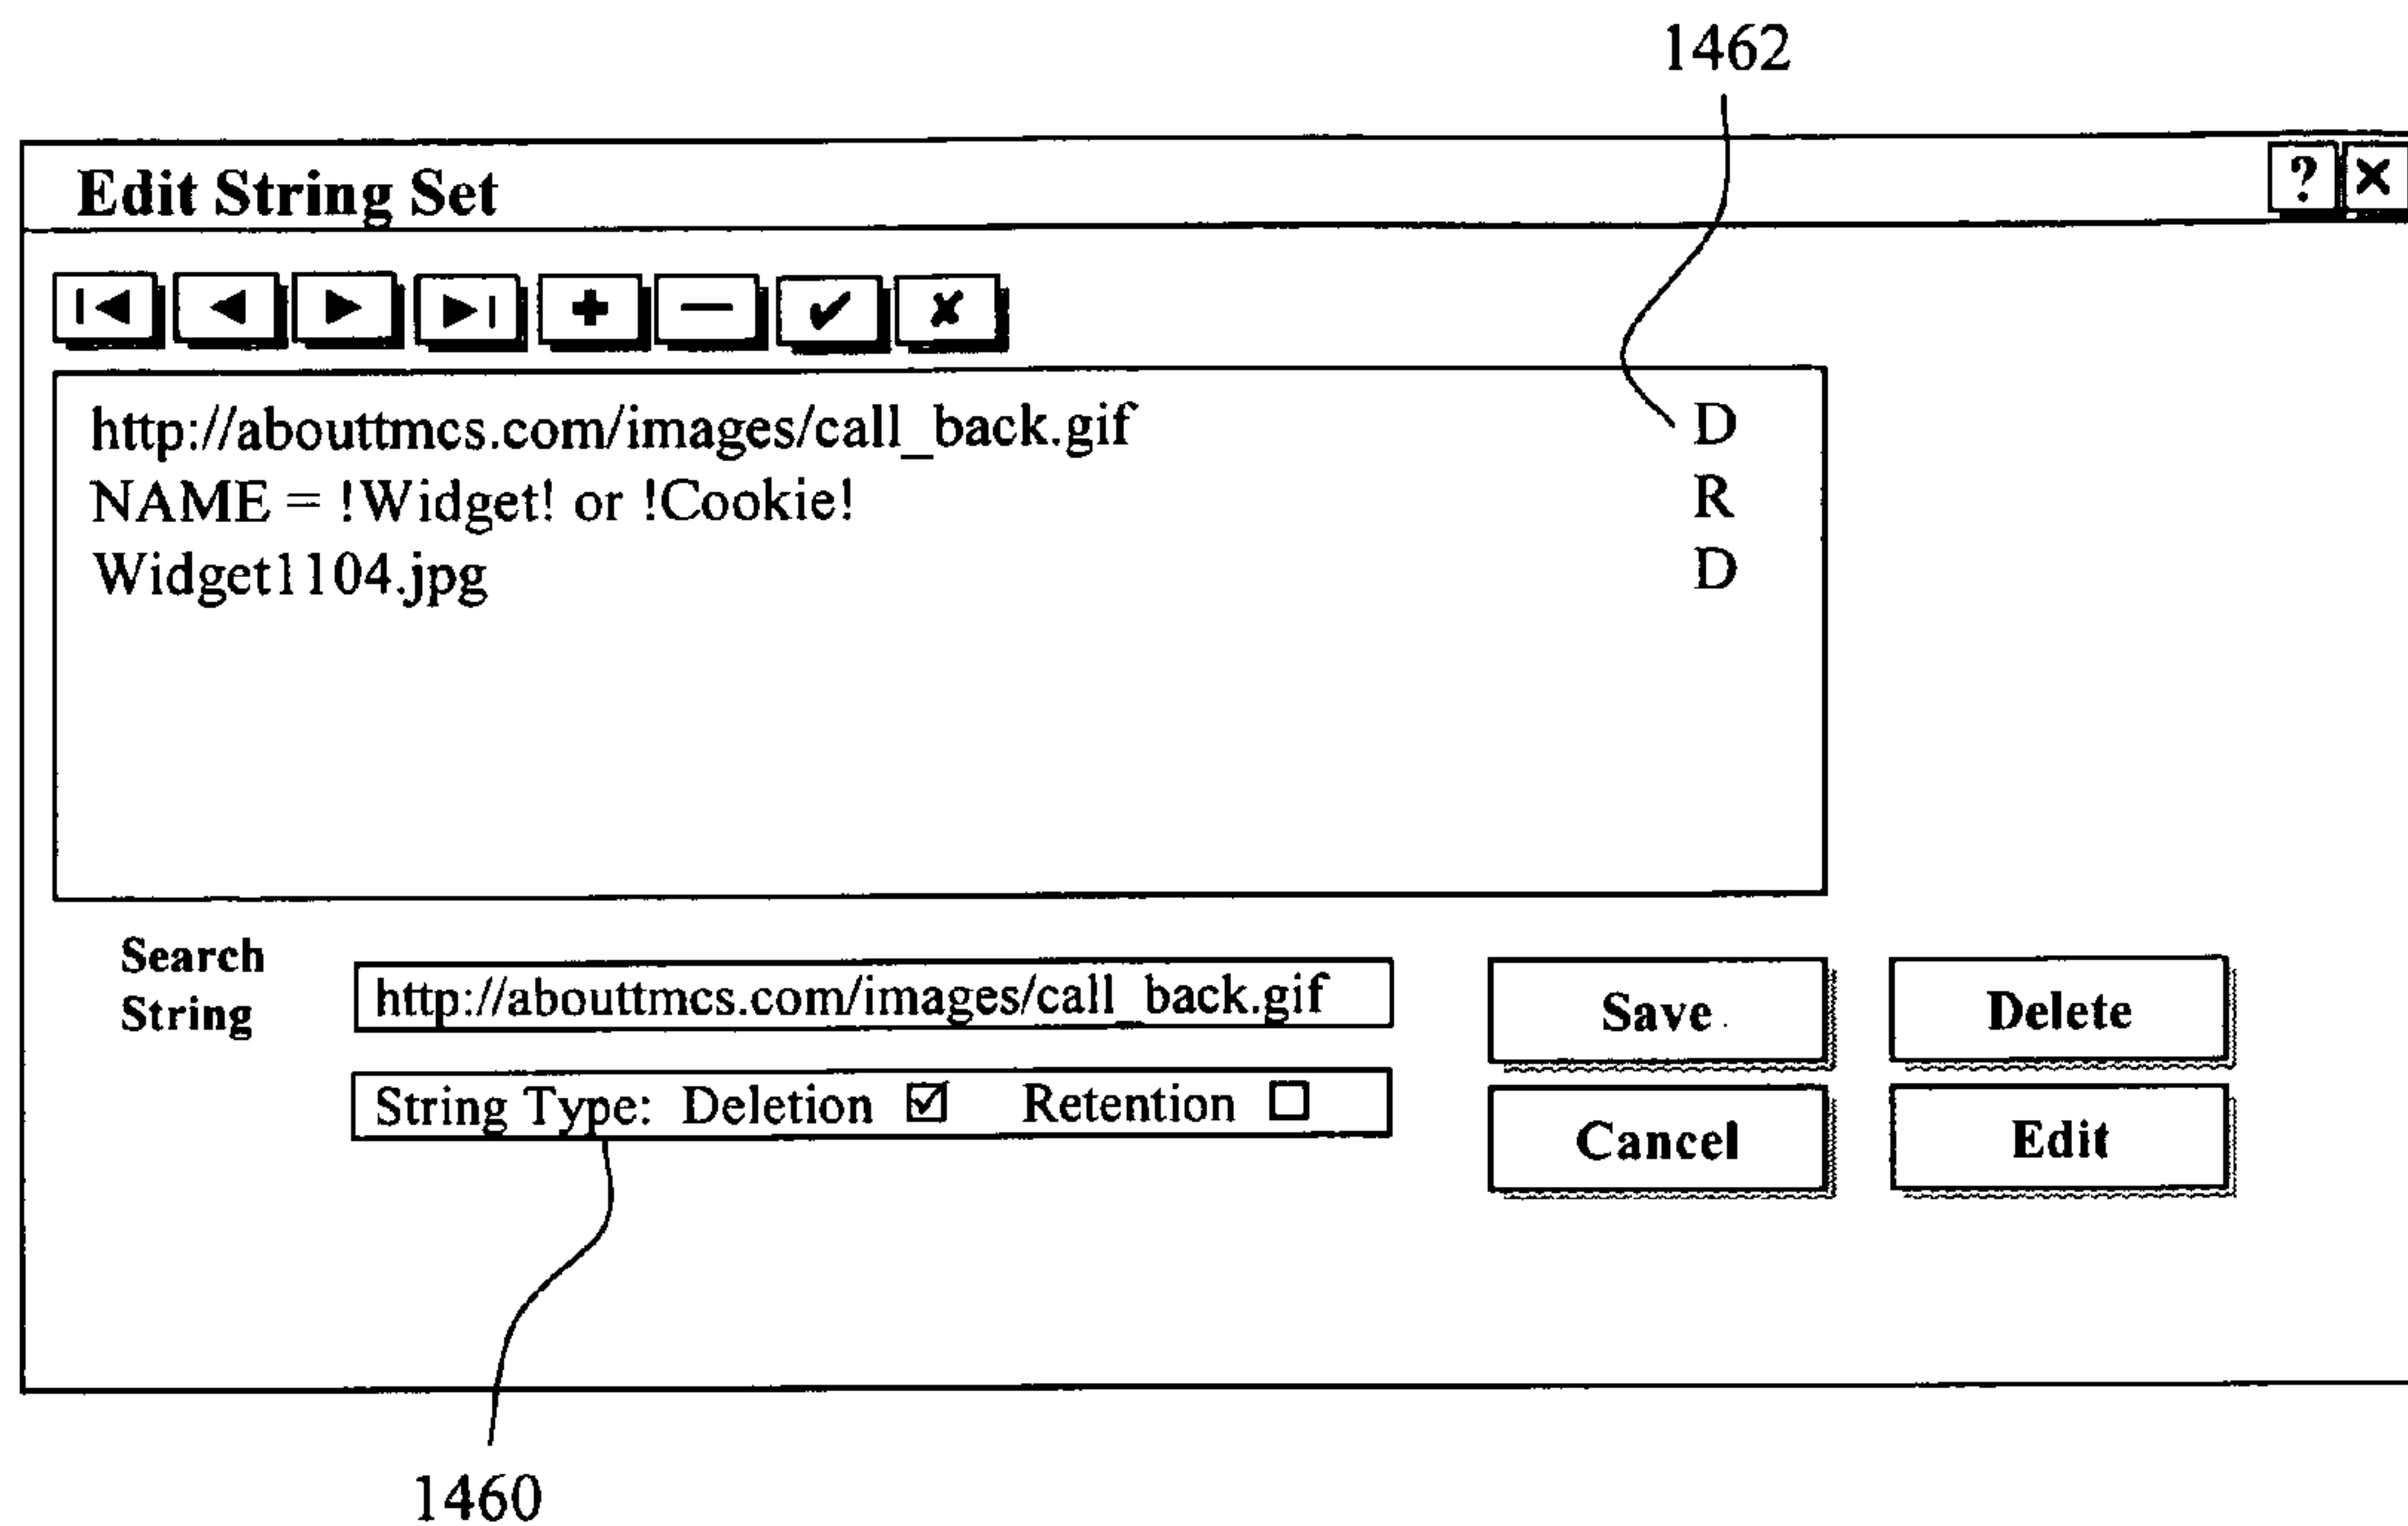 1462
Edit String Set
? X
http://abouttmcs.com/images/call_back.gif D
NAME = !Widget! or !Cookie! R
Widget1104.jpg D
Search
String
http://abouttmcs.com/images/call_back.gif
Save Delete
String Type: Deletion ☑ Retention ☐
Cancel Edit
1460